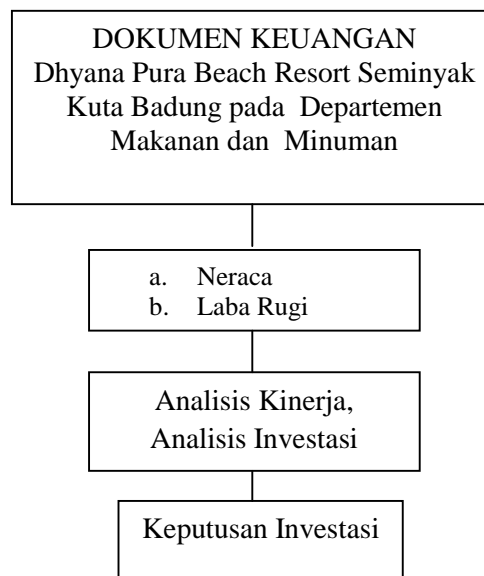 DOKUMEN KEUANGAN
Dhyana Pura Beach Resort Seminyak
Kuta Badung pada Departemen
Makanan dan Minuman
a. Neraca
b. Laba Rugi
Analisis Kinerja,
Analisis Investasi
Keputusan Investasi